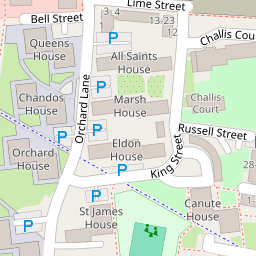 Lime Street
Bell Street
13-23
12
P
Challis Cou
Queens
House
3-4
All Saints
House
P
Orchard Lane
Chandos
House
Marsh
House
Challis
Court
P
P
Russell Street
Orchard
House
Eldon
House
King Street
28-
P
P
P
St James
House
Canute
House
P